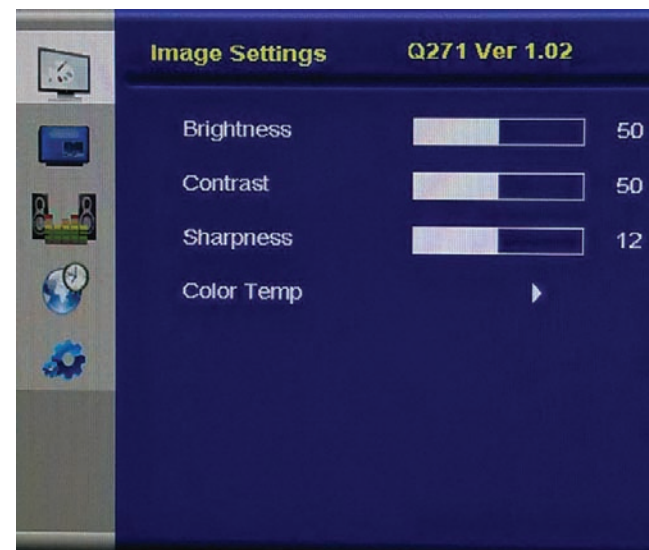 Image Settings Q271 Ver 1.02
Brightness 50
Contrast 50
Sharpness 12
Color Temp